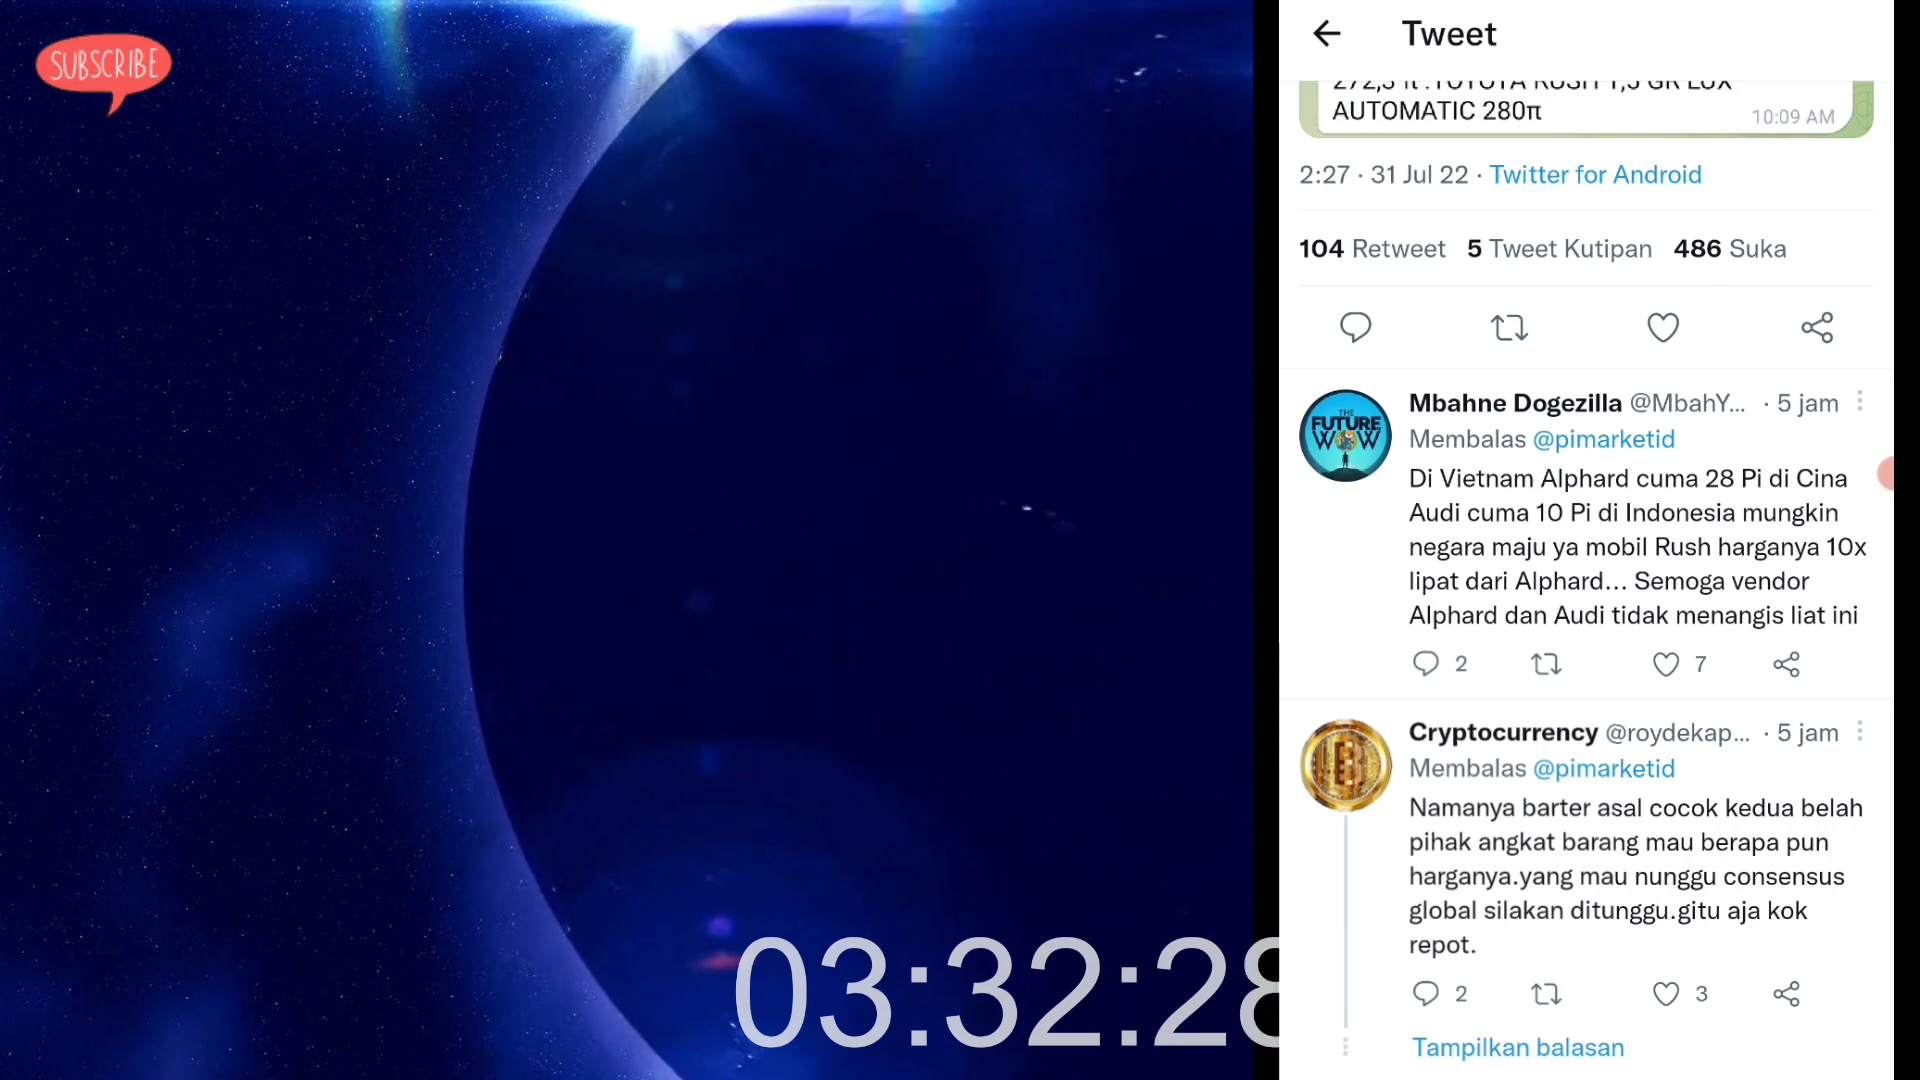 SUBSCRIBE
Tweet
AUTOMATIC 280π
10:09 AM
2:27 · 31 Jul 22 · Twitter for Android
104 Retweet 5 Tweet Kutipan 486 Suka
THE
FUTURE
WOW
Mbahne Dogezilla @MbahY... · 5 jam
Membalas @pimarketid
Di Vietnam Alphard cuma 28 Pi di Cina
Audi cuma 10 Pi di Indonesia mungkin
negara maju ya mobil Rush harganya 10x
lipat dari Alphard... Semoga vendor
Alphard dan Audi tidak menangis liat ini
2 7
Cryptocurrency @roydekap... · 5 jam
Membalas @pimarketid
Namanya barter asal cocok kedua belah
pihak angkat barang mau berapa pun
harganya.yang mau nunggu consensus
global silakan ditunggu.gitu aja kok
repot.
2 3
Tampilkan balasan
03:32:28